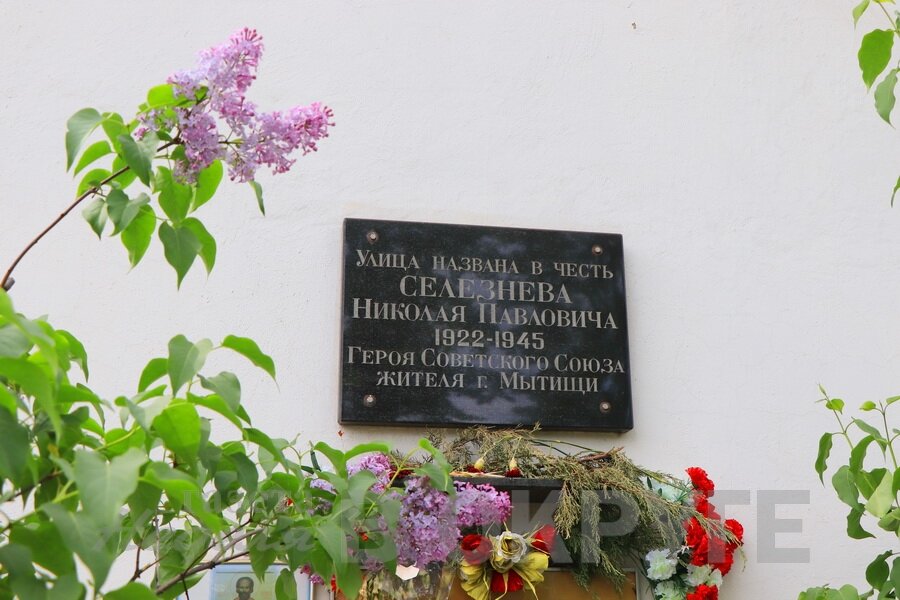 Улица названа в честь
СЕЛЕЗНЕВА
Николая Павловича
1922-1945
Героя Советского Союза
жителя г. Мытищи